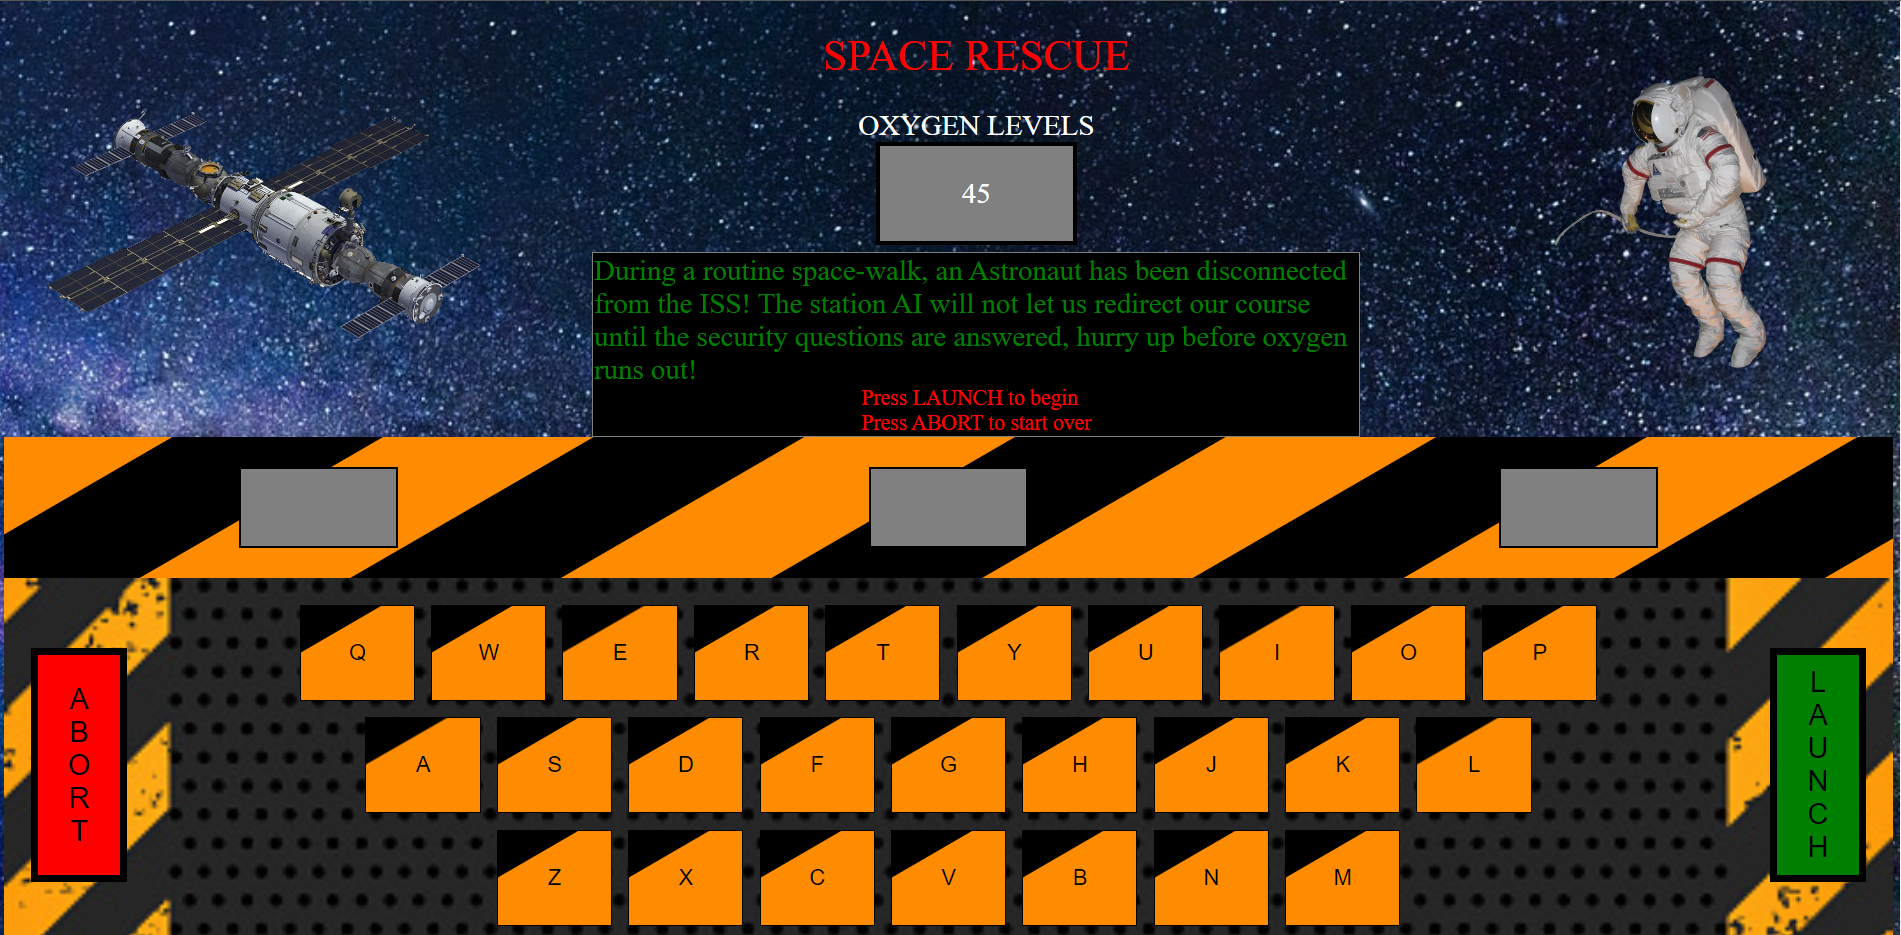 SPACE RESCUE
OXYGEN LEVELS
45
During a routine space-walk, an Astronaut has been disconnected
from the ISS! The station AI will not let us redirect our course
until the security questions are answered, hurry up before oxygen
runs out!
Press LAUNCH to begin
Press ABORT to start over
Q W E R T Y U I O P
A S D F G H J K L
Z X C V B N M
A
B
O
R
T
L
A
U
N
C
H